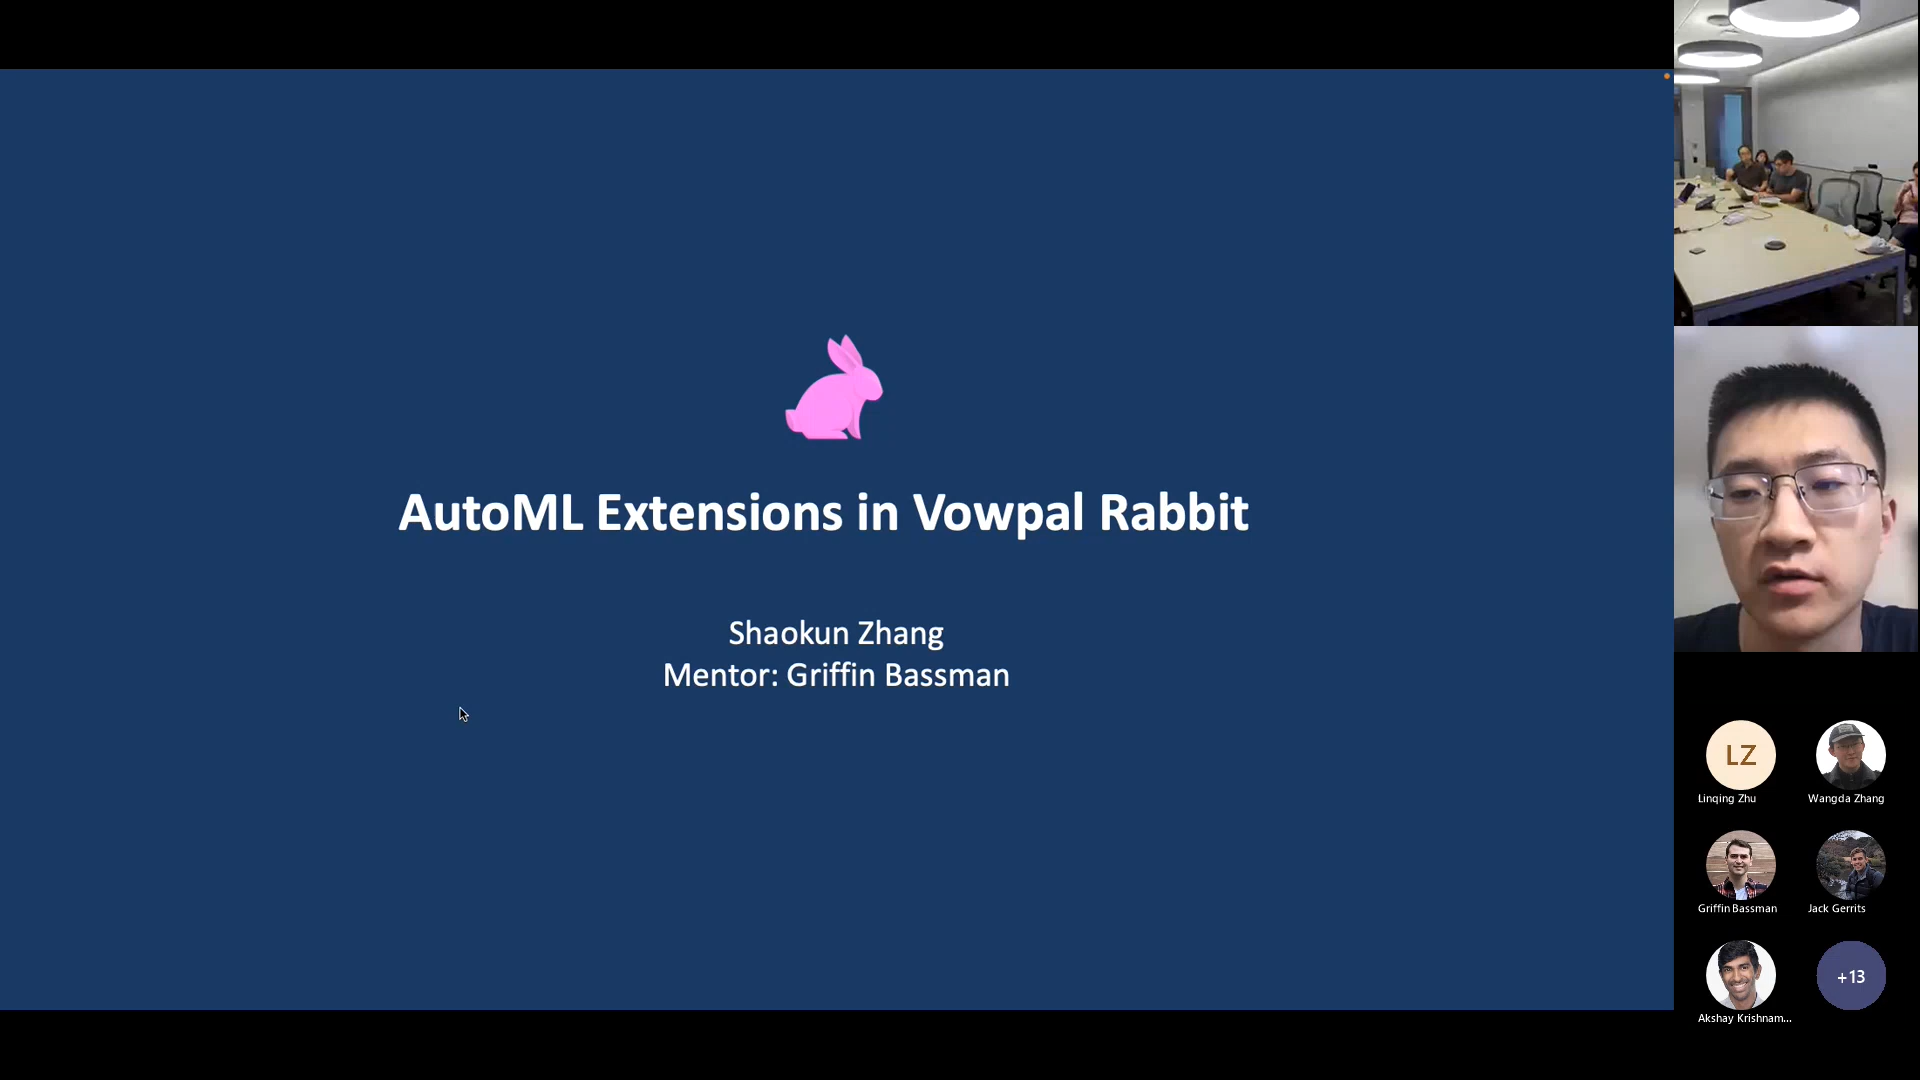 AutoML Extensions in Vowpal Rabbit
Shaokun Zhang
Mentor: Griffin Bassman
LZ
Linqing Zhu
Wangda Zhang
Griffin Bassman
Jack Gerrits
Akshay Krishnam...
+13